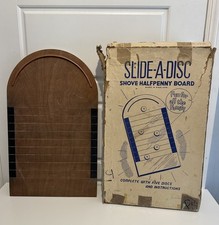 SLIDE-A-DISC
SHOVE HALFPENNY BOARD
COMPLETE WITH FIVE DISCS
AND INSTRUCTIONS